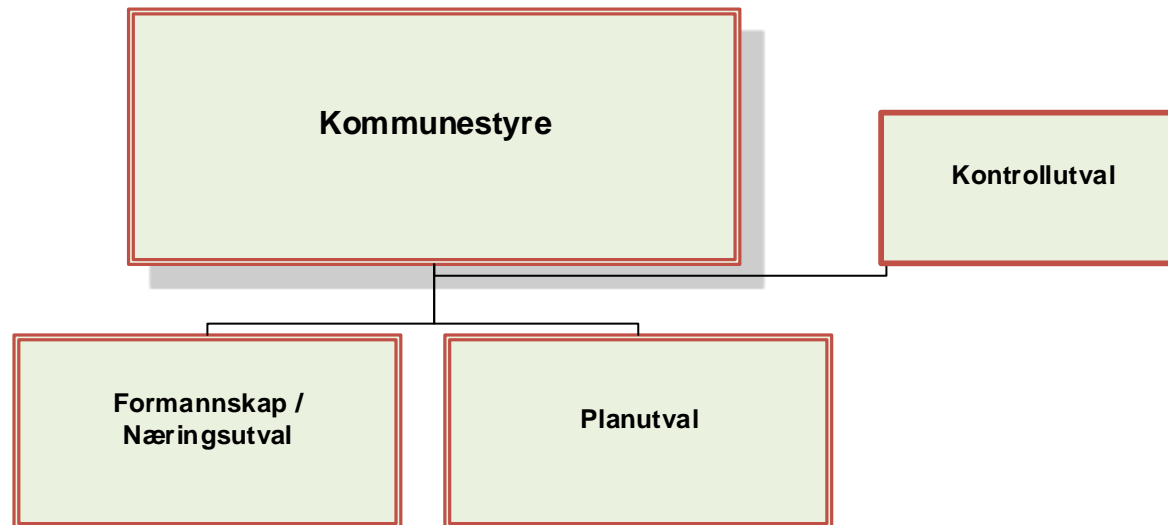 Kommunestyre
Kontrollutval
Formannskap /
Næringsutval
Planutval